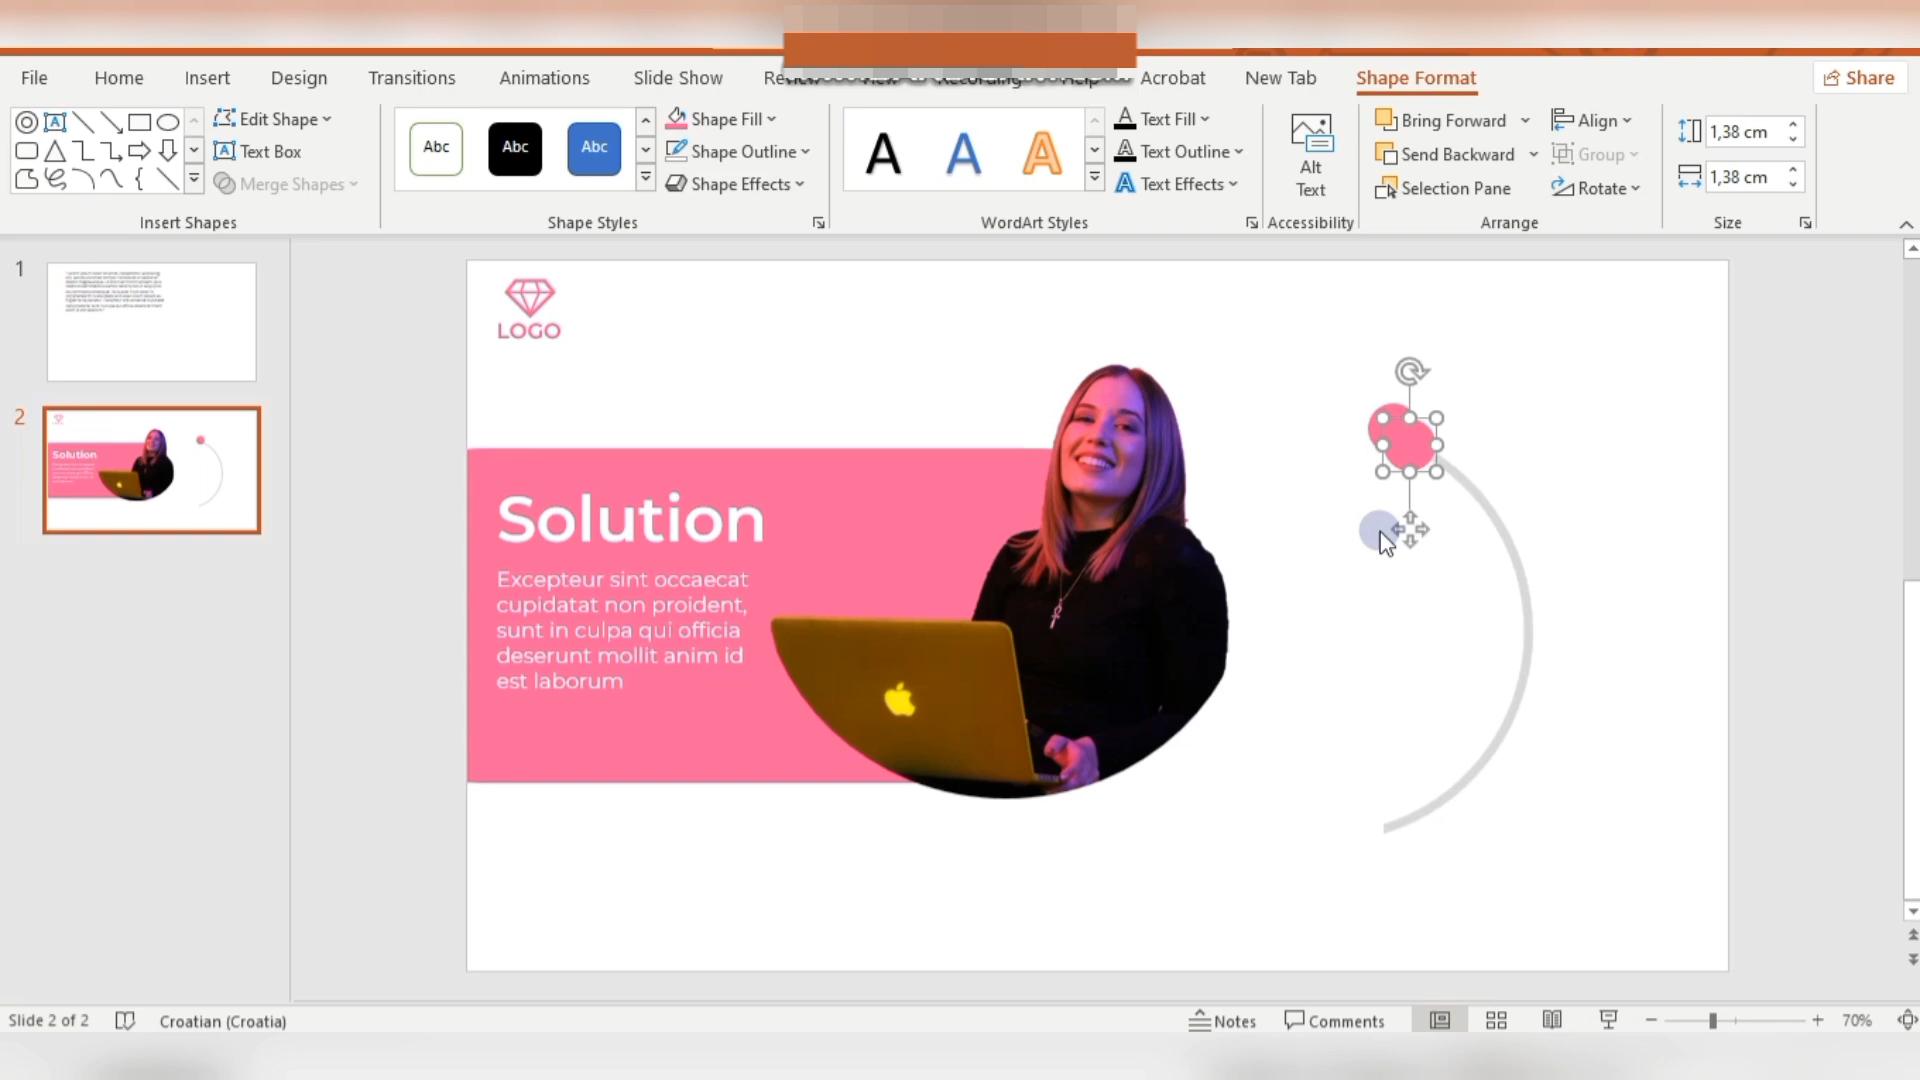 File Home Insert Design Transitions Animations Slide Show Review View Recording Help Acrobat New Tab Shape Format Share
Edit Shape
Text Box
Merge Shapes
Insert Shapes
Abc Abc Abc
Shape Fill
Shape Outline
Shape Effects
Shape Styles
A A A
Text Fill
Text Outline
Text Effects
WordArt Styles
Alt
Text
Accessibility
Bring Forward
Send Backward
Selection Pane
Align
Group
Rotate
Arrange
1,38 cm
1,38 cm
Size
1
2
Solution
LOGO
Solution
Excepteur sint occaecat
cupidatat non proident,
sunt in culpa qui officia
deserunt mollit anim id
est laborum
Slide 2 of 2 Croatian (Croatia) Notes Comments 70%